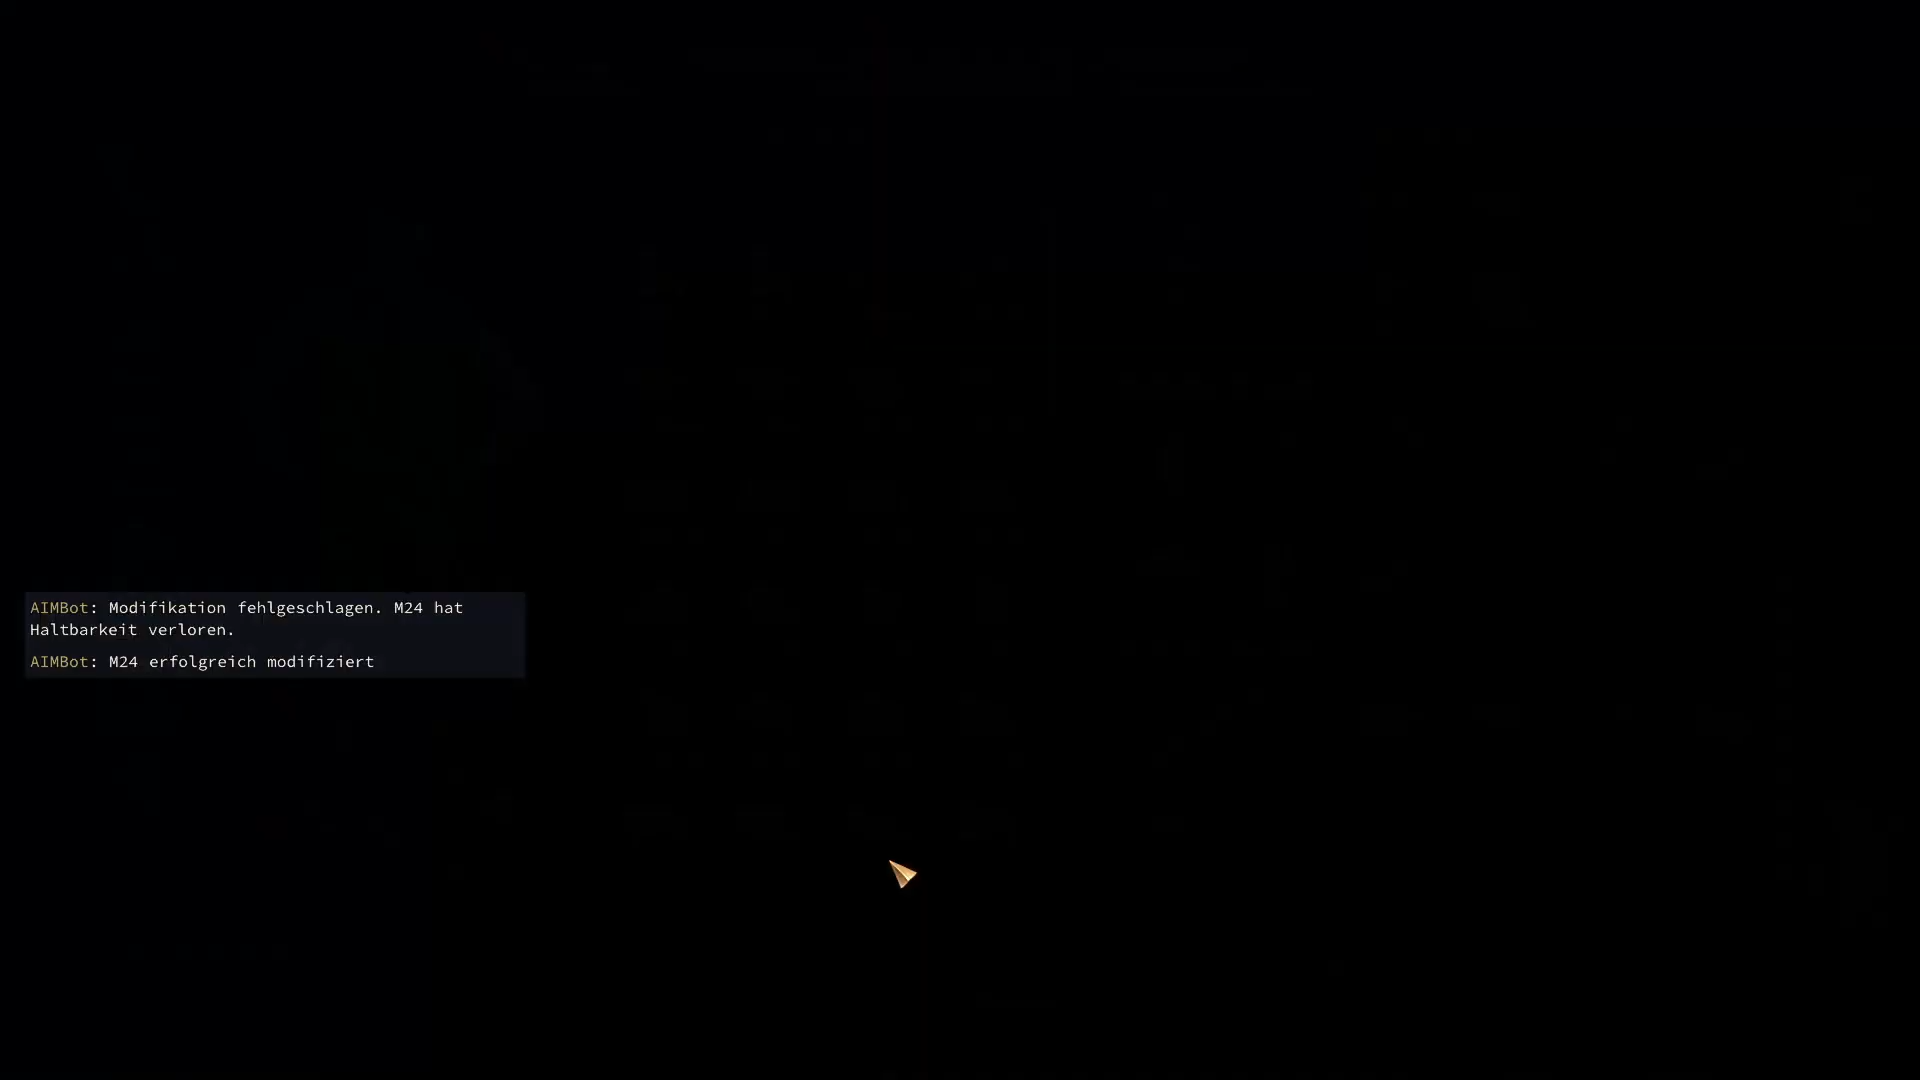 AIMBot: Modifikation fehlgeschlagen. M24 hat
Haltbarkeit verloren.
AIMBot: M24 erfolgreich modifiziert